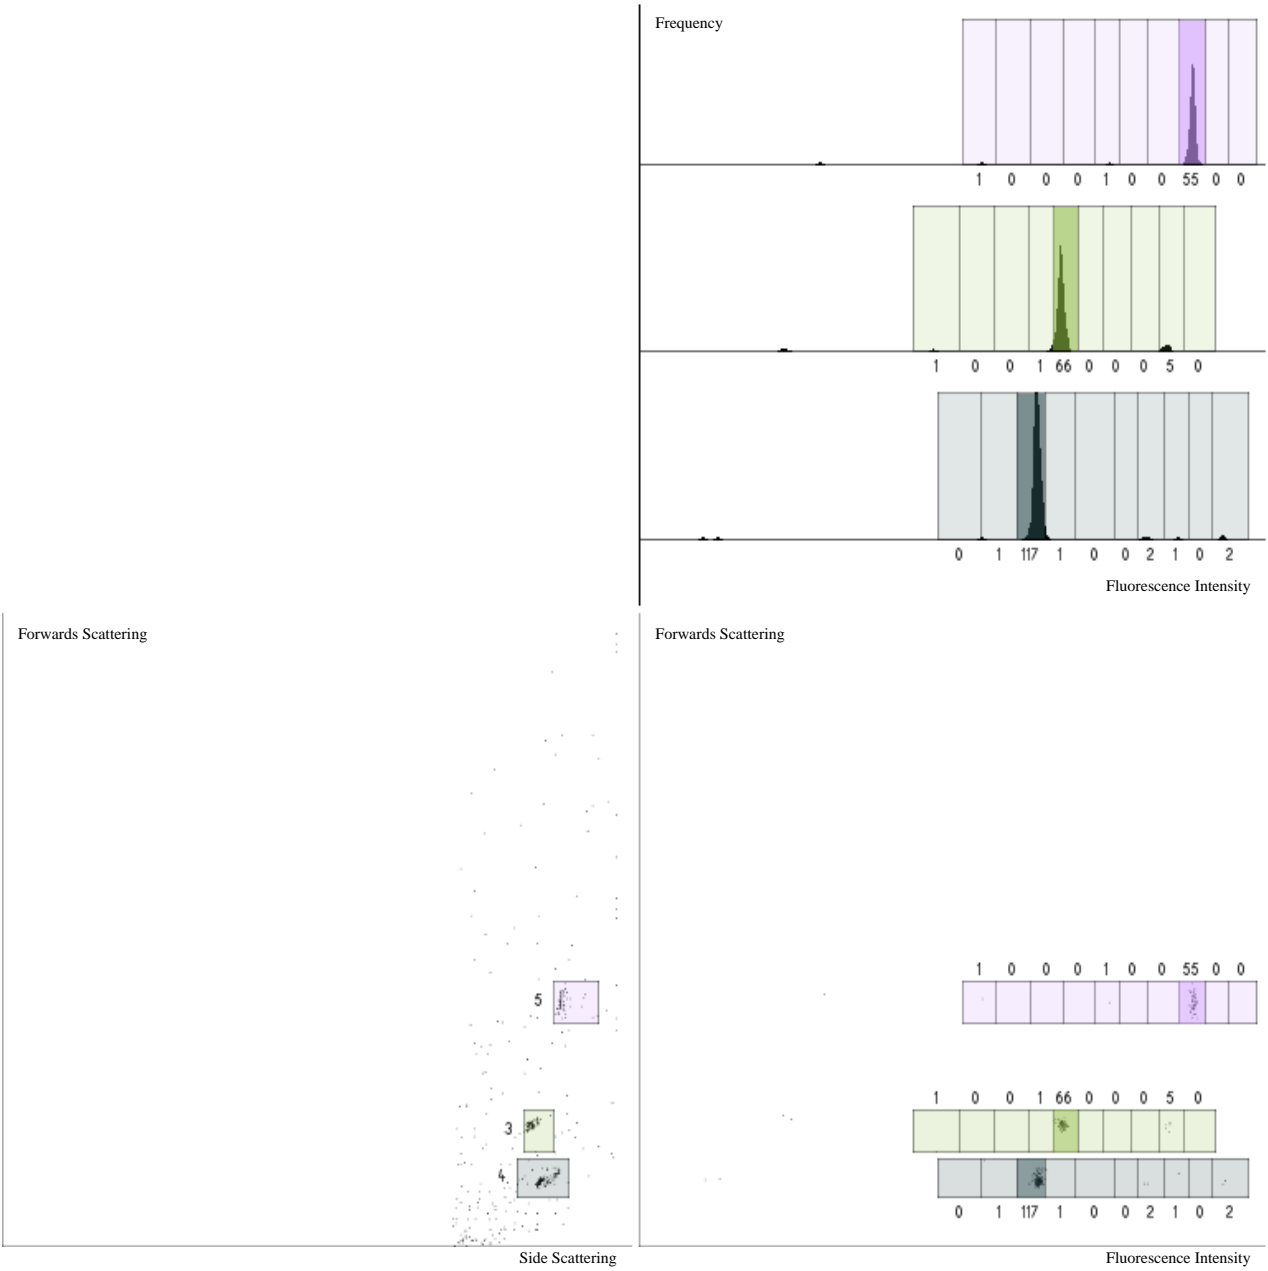 Frequency
1 0 0 0 1 0 0 55 0 0
1 0 0 1 66 0 0 0 5 0
0 1 117 1 0 0 2 1 0 2
Fluorescence Intensity
Forwards Scattering
5
3
4
Side Scattering
Forwards Scattering
1 0 0 0 1 0 0 55 0 0
1 0 0 1 66 0 0 0 5 0
0 1 117 1 0 0 2 1 0 2
Fluorescence Intensity